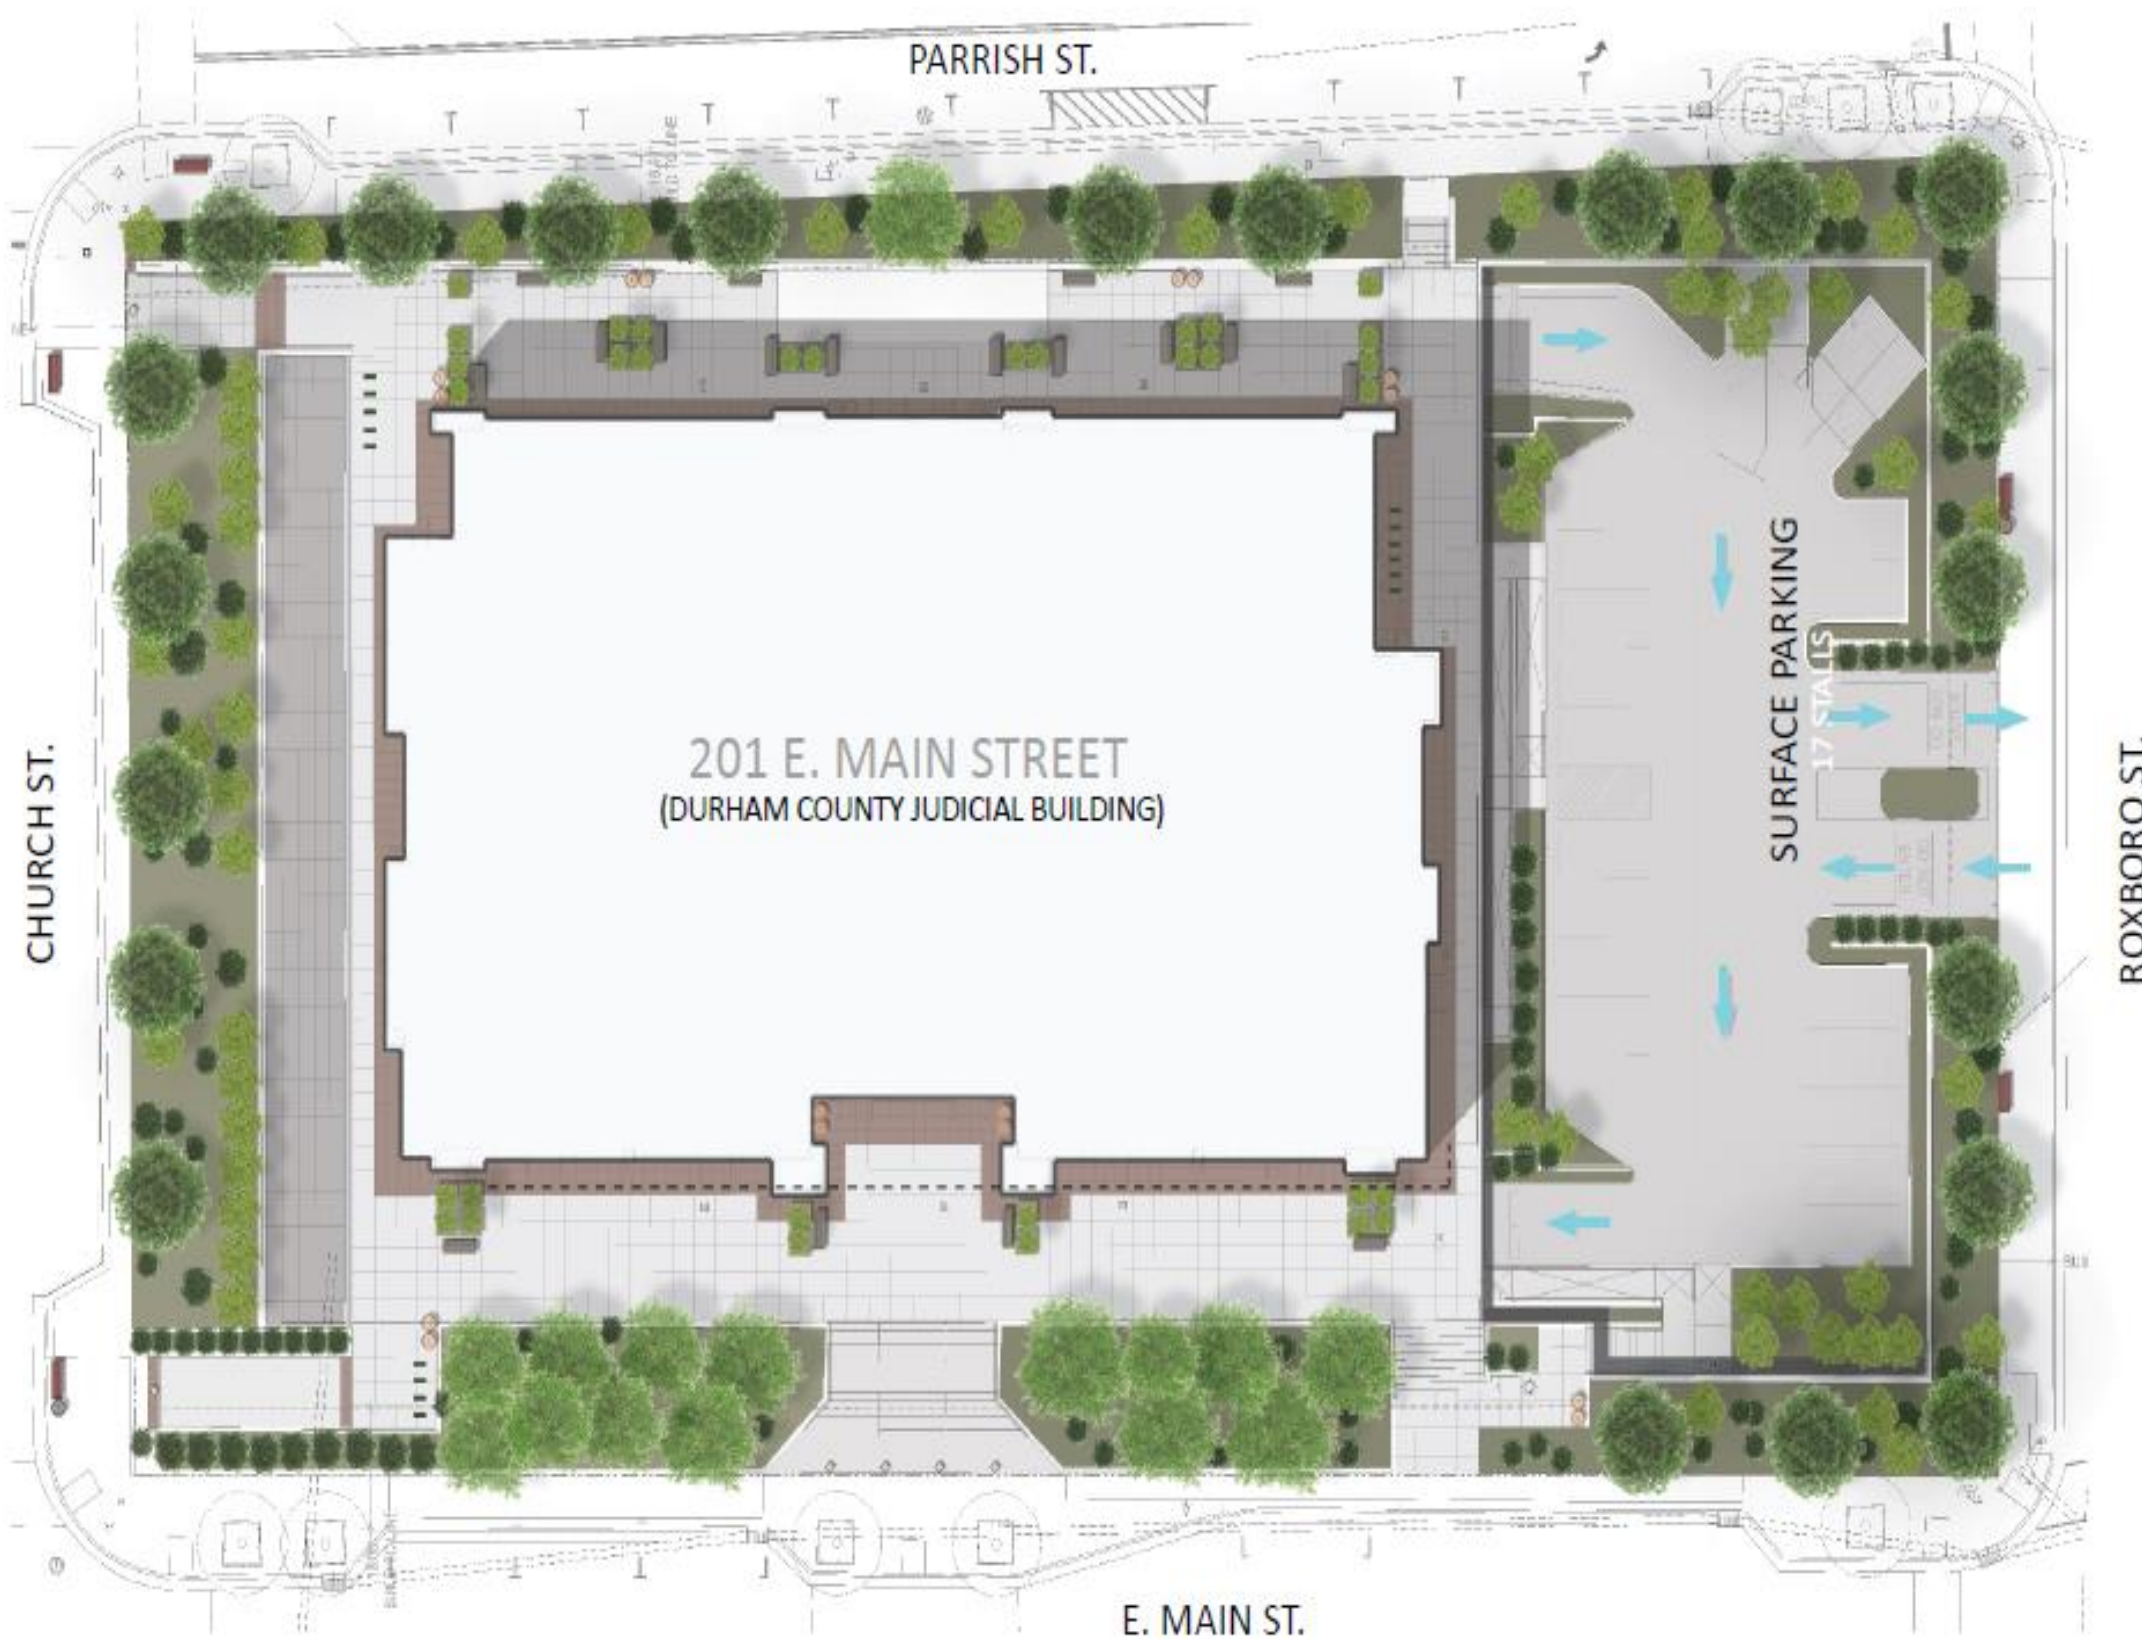 PARRISH ST.
CHURCH ST.
201 E. MAIN STREET
(DURHAM COUNTY JUDICIAL BUILDING)
SURFACE PARKING
17 STALLS
ROXBORO ST.
E. MAIN ST.